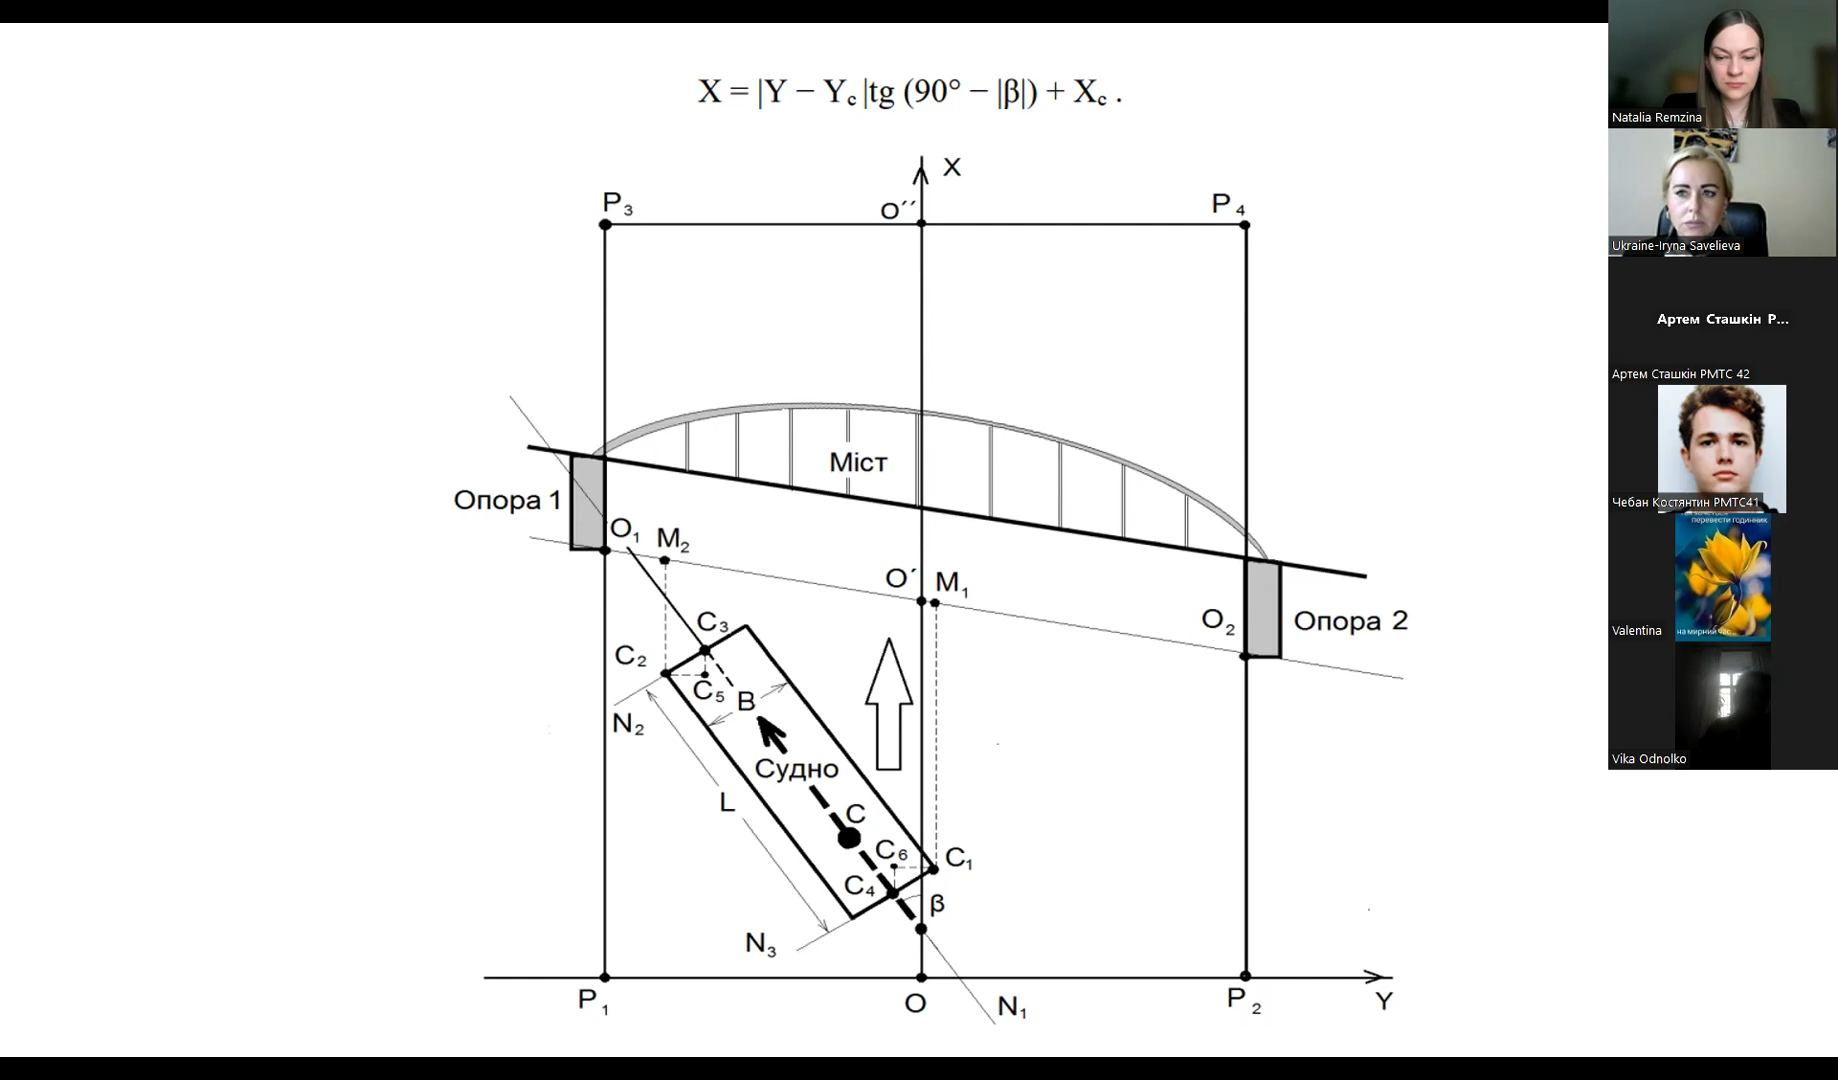 X = |Y − Yc|tg (90° − |β|) + Xc .
X
P3
O´´
P4
Міст
Опора 1
O1
M2
O´
M1
O2
Опора 2
C3
C2
C5
B
N2
Судно
L
C
C6
C1
C4
β
N3
P1
O
N1
P2
Y
Natalia Remzina
Ukraine-Iryna Savelieva
Артем Сташкін Р...
Артем Сташкін РМТС 42
Чебан Костянтин РМТС41
перевести годинник
на мирний час
Valentina
Vika Odnolko